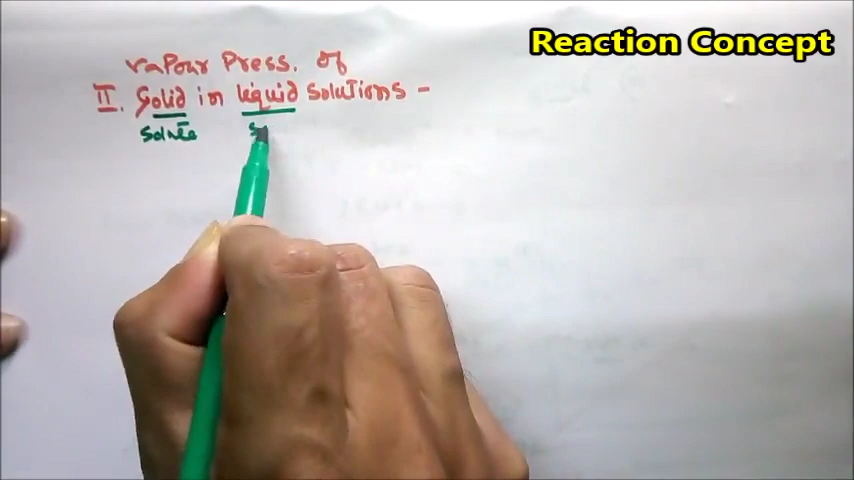 Reaction Concept
Vapour Press. of
II. Solid in liquid solutions -
Solute S